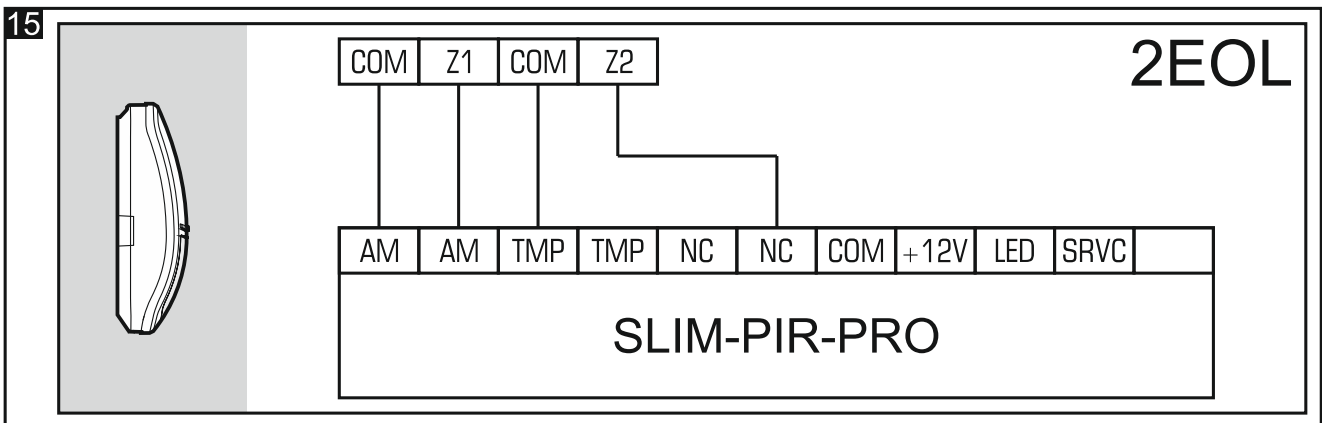 15
2EOL
COM Z1 COM Z2
AM AM TMP TMP NC NC COM +12V LED SRVC
SLIM-PIR-PRO